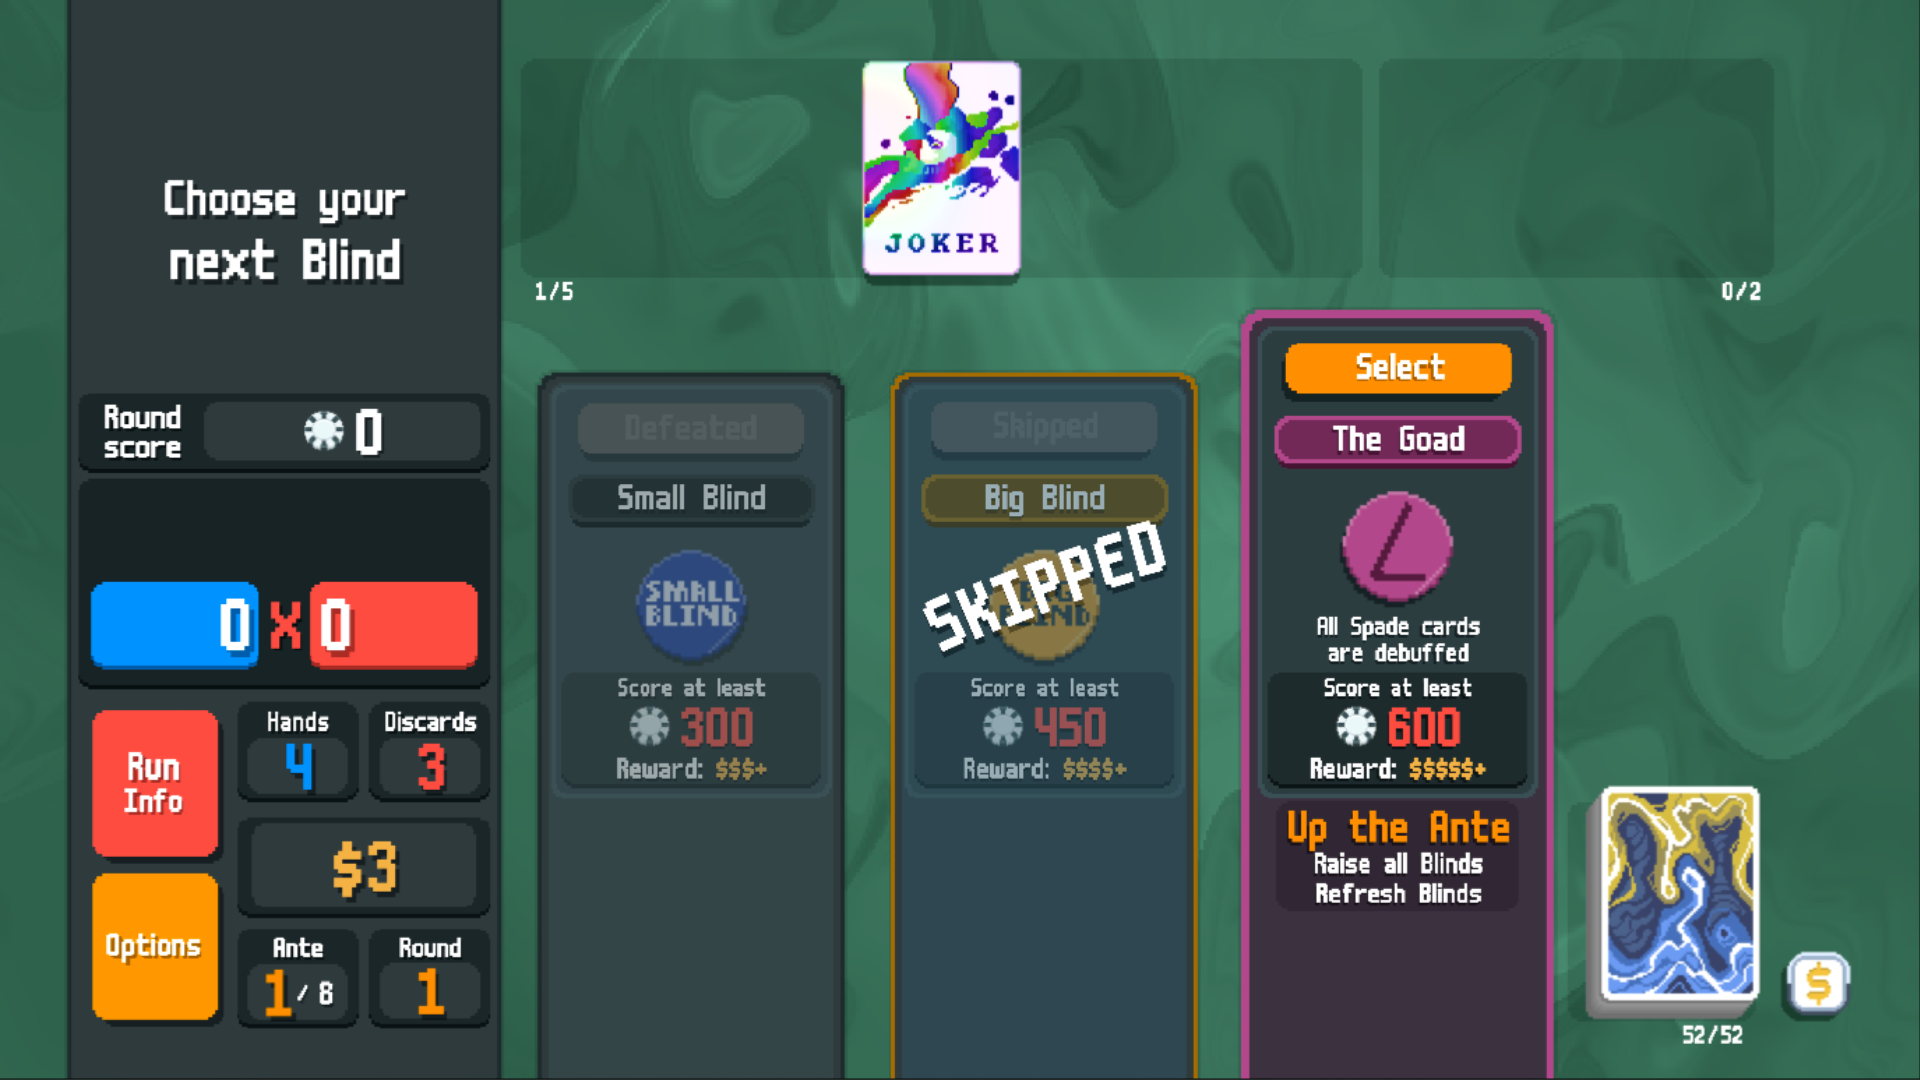 Choose your
next Blind
Round
score
0
0 X 0
Run
Info
Hands
4
Discards
3
$3
Options
Ante
1 / 8
Round
1
JOKER
1/5
0/2
Defeated
Small Blind
SMALL
BLIND
Score at least
300
Reward: $$$+
Skipped
Big Blind
SKIPPED
Score at least
450
Reward: $$$$+
Select
The Goad
All Spade cards
are debuffed
Score at least
600
Reward: $$$$$+
Up the Ante
Raise all Blinds
Refresh Blinds
52/52
$